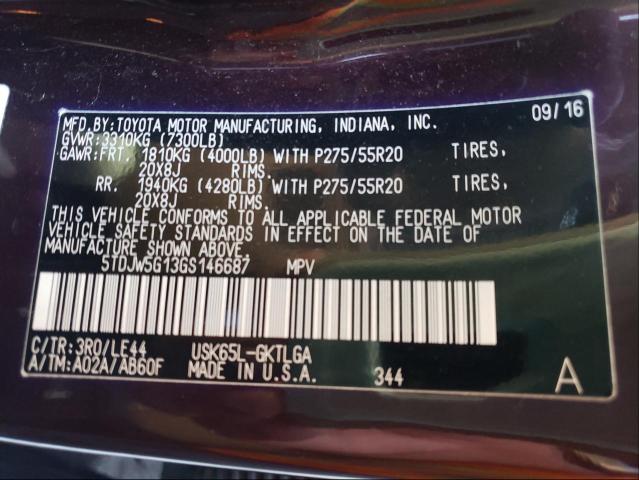 MFD.BY:TOYOTA MOTOR MANUFACTURING, INDIANA, INC. 09/16
GVWR:3310KG (7300LB)
GAWR:FRT. 1810KG (4000LB) WITH P275/55R20 TIRES,
20X8J RIMS.
RR. 1940KG (4280LB) WITH P275/55R20 TIRES,
20X8J RIMS.
THIS VEHICLE CONFORMS TO ALL APPLICABLE FEDERAL MOTOR
VEHICLE SAFETY STANDARDS IN EFFECT ON THE DATE OF
MANUFACTURE SHOWN ABOVE.
5TDJW5G13GS146687 MPV
C/TR:3R0/LE44 USK65L-GKTLGA
A/TM:A02A/AB60F MADE IN U.S.A. 344 A